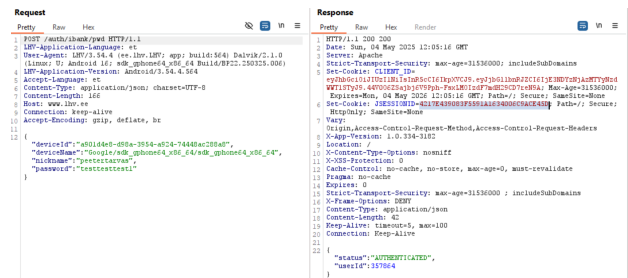 Request
Pretty Raw Hex
1 POST /auth/ibank/pwd HTTP/1.1
2 LHV-Application-Language: et
3 User-Agent: LHV/3.54.4 (ee.lhv.LHV; app; build:564) Dalvik/2.1.0
(Linux; U; Android 16; sdk_gphone64_x86_64 Build/BP22.250325.006)
4 LHV-Application-Version: Android/3.54.4.564
5 Accept-Language: et
6 Content-Type: application/json; charset=UTF-8
7 Content-Length: 166
8 Host: www.lhv.ee
9 Connection: keep-alive
10 Accept-Encoding: gzip, deflate, br
11
12 {
"deviceId":
"deviceName":"Google/sdk_gphone64_x86_64/sdk_gphone64_x86_64",
"nickname":"peetertarvas",
"password":"testtesttest1"
}
Response
Pretty Raw Hex Render
1 HTTP/1.1 200 200
2 Date: Sun, 04 May 2025 12:05:16 GMT
3 Server: Apache
4 Strict-Transport-Security: max-age=31536000; includeSubDomains
5 Set-Cookie: CLIENT_ID=
Max-Age=31536000;
Expires=Mon, 04 May 2026 12:05:16 GMT; Path=/; Secure; SameSite=None
6 Set-Cookie: JSESSIONID= Path=/; Secure;
HttpOnly; SameSite=None
7 Vary:
Origin,Access-Control-Request-Method,Access-Control-Request-Headers
8 X-App-Version: 1.0.334-3182
9 Location: /
10 X-Content-Type-Options: nosniff
11 X-XSS-Protection: 0
12 Cache-Control: no-cache, no-store, max-age=0, must-revalidate
13 Pragma: no-cache
14 Expires: 0
15 Strict-Transport-Security: max-age=31536000 ; includeSubDomains
16 X-Frame-Options: DENY
17 Content-Type: application/json
18 Content-Length: 42
19 Keep-Alive: timeout=5, max=100
20 Connection: Keep-Alive
21
22 {
"status":"AUTHENTICATED",
"userId":357864
}